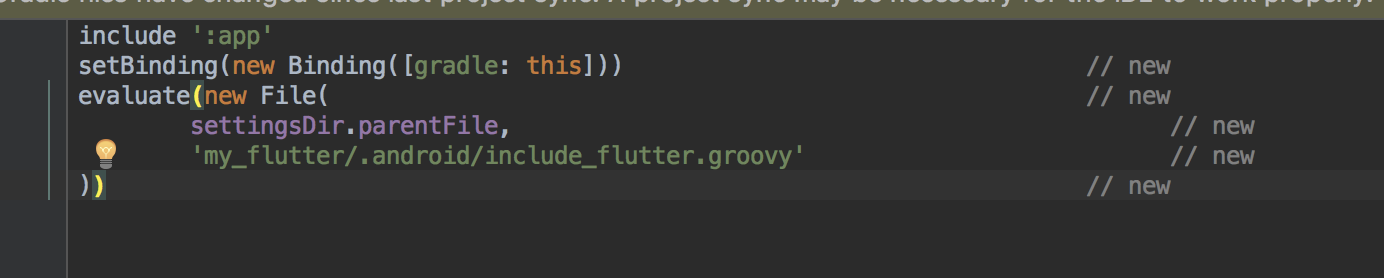 Gradle files have changed since last project sync. A project sync may be necessary for the IDE to work properly.
include ':app'
setBinding(new Binding([gradle: this])) // new
evaluate(new File( // new
settingsDir.parentFile, // new
'my_flutter/.android/include_flutter.groovy' // new
)) // new